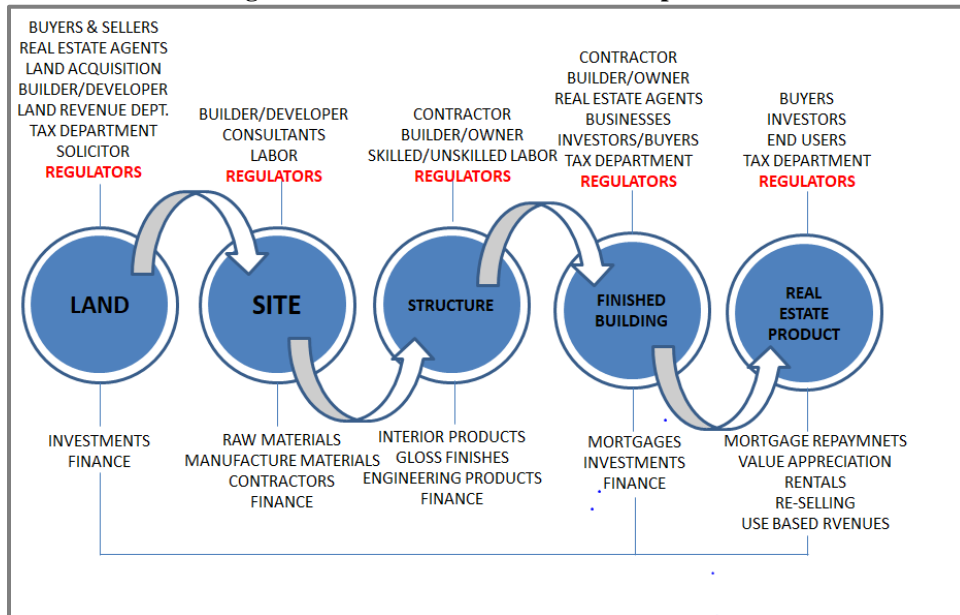 BUYERS & SELLERS
REAL ESTATE AGENTS
LAND ACQUISITION
BUILDER/DEVELOPER
LAND REVENUE DEPT.
TAX DEPARTMENT
SOLICITOR
REGULATORS
BUILDER/DEVELOPER
CONSULTANTS
LABOR
REGULATORS
CONTRACTOR
BUILDER/OWNER
SKILLED/UNSKILLED LABOR
REGULATORS
CONTRACTOR
BUILDER/OWNER
REAL ESTATE AGENTS
BUSINESSES
INVESTORS/BUYERS
TAX DEPARTMENT
REGULATORS
BUYERS
INVESTORS
END USERS
TAX DEPARTMENT
REGULATORS
LAND
SITE
STRUCTURE
FINISHED
BUILDING
REAL
ESTATE
PRODUCT
INVESTMENTS
FINANCE
RAW MATERIALS
MANUFACTURE MATERIALS
CONTRACTORS
FINANCE
INTERIOR PRODUCTS
GLOSS FINISHES
ENGINEERING PRODUCTS
FINANCE
MORTGAGES
INVESTMENTS
FINANCE
MORTGAGE REPAYMNETS
VALUE APPRECIATION
RENTALS
RE-SELLING
USE BASED RVENUES